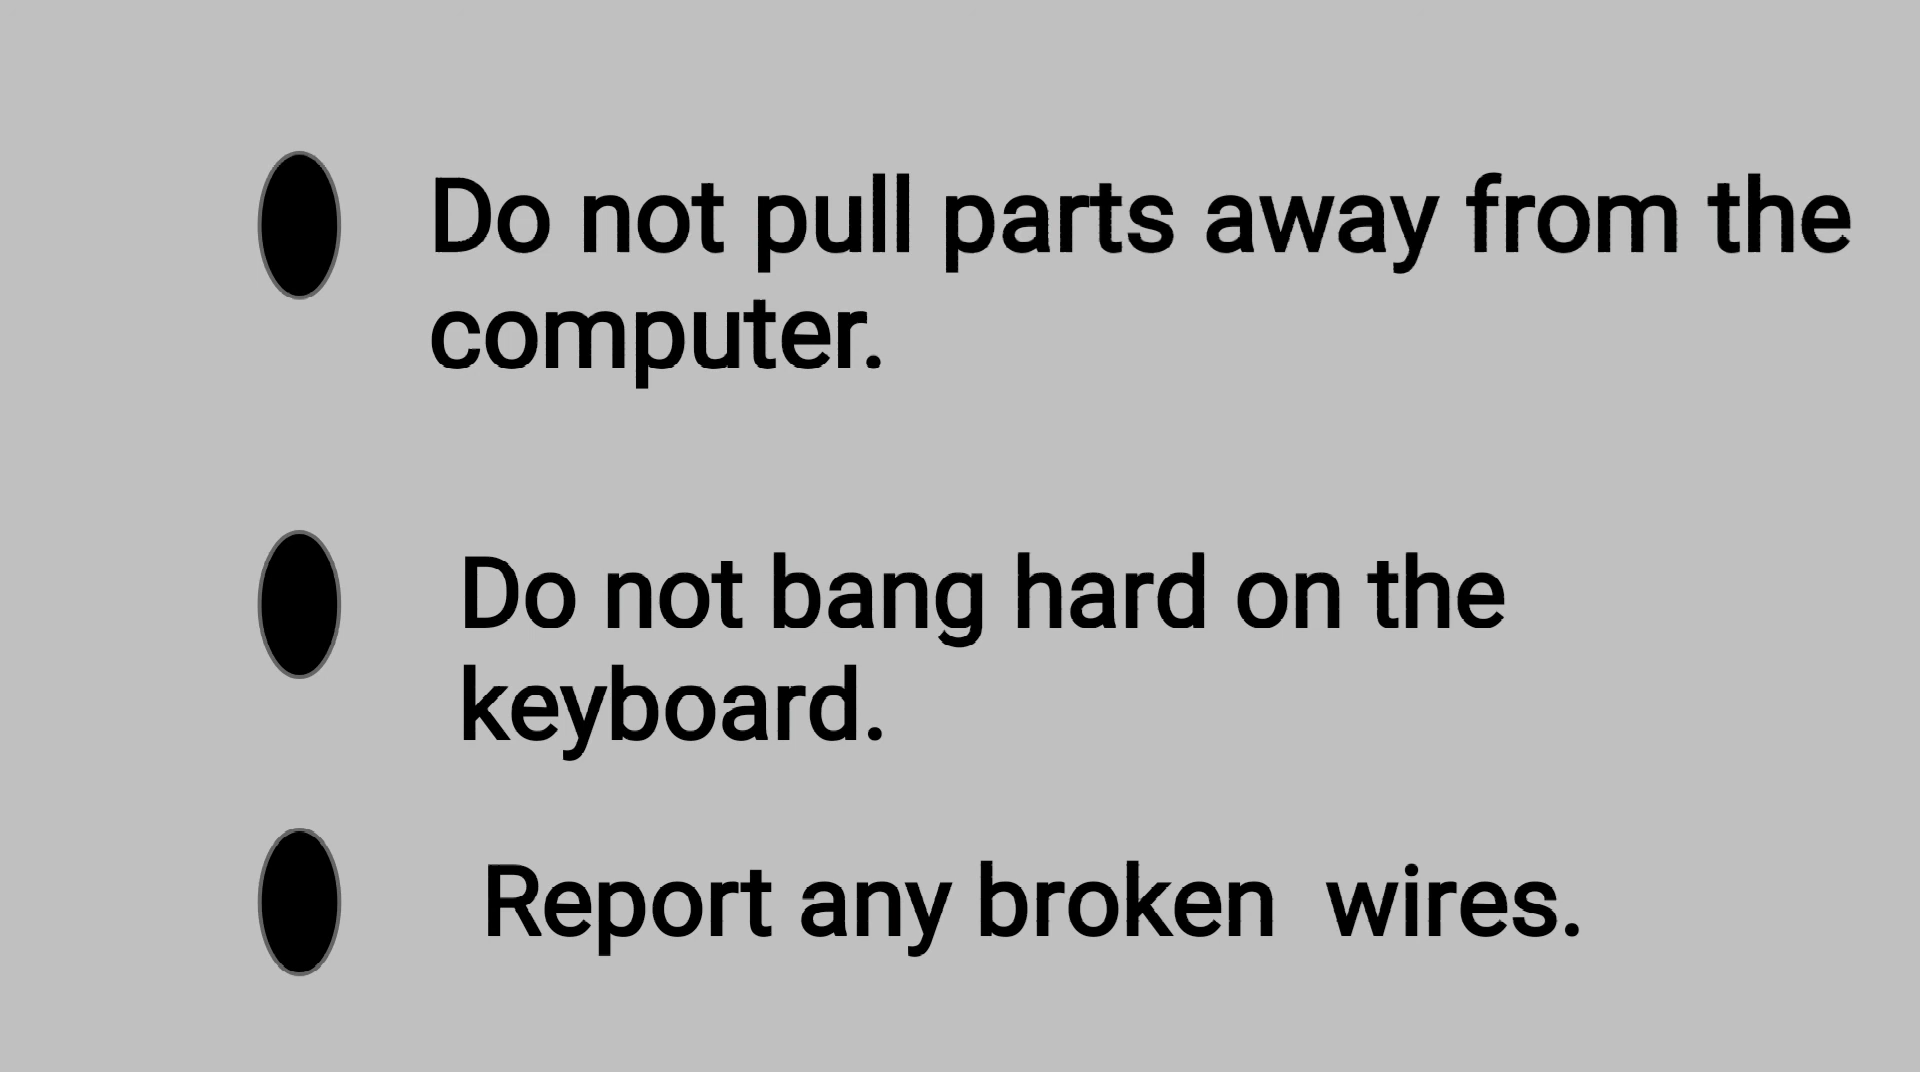 Do not pull parts away from the
computer.
Do not bang hard on the
keyboard.
Report any broken  wires.